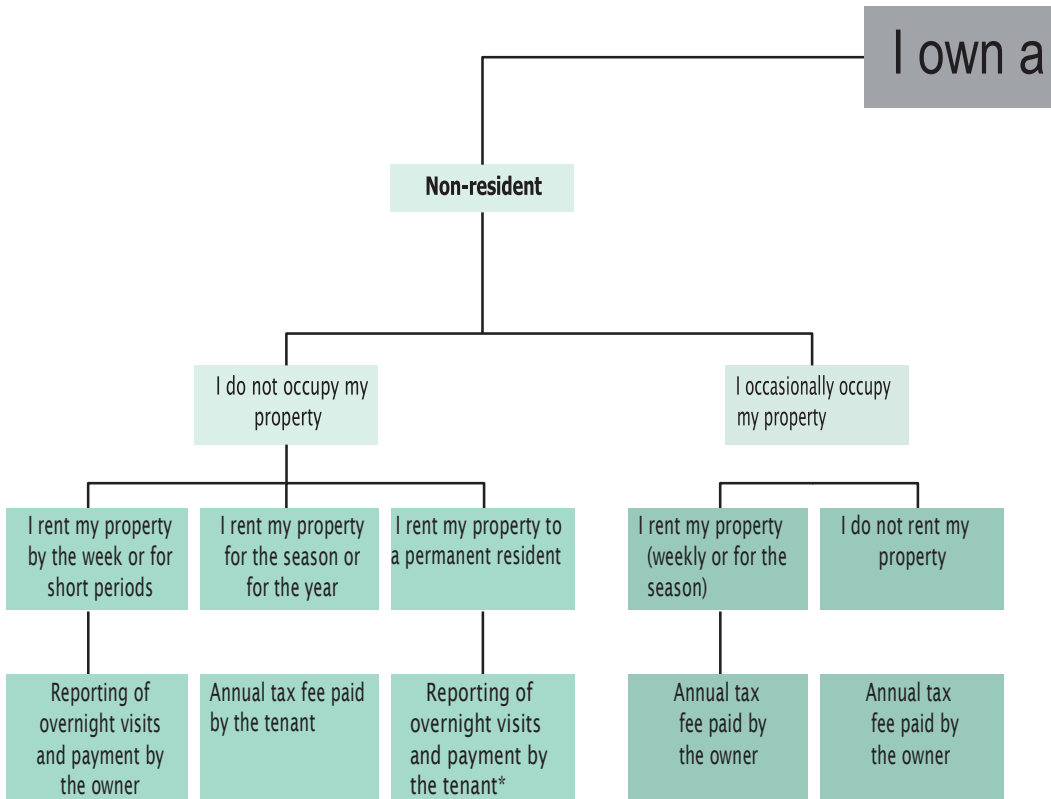 I own a
Non-resident
I do not occupy my
property
I occasionally occupy
my property
I rent my property
by the week or for
short periods
I rent my property
for the season or
for the year
I rent my property to
a permanent resident
I rent my property
(weekly or for the
season)
I do not rent my
property
Reporting of
overnight visits
and payment by
the owner
Annual tax fee paid
by the tenant
Reporting of
overnight visits
and payment by
the tenant*
Annual tax
fee paid by
the owner
Annual tax
fee paid by
the owner